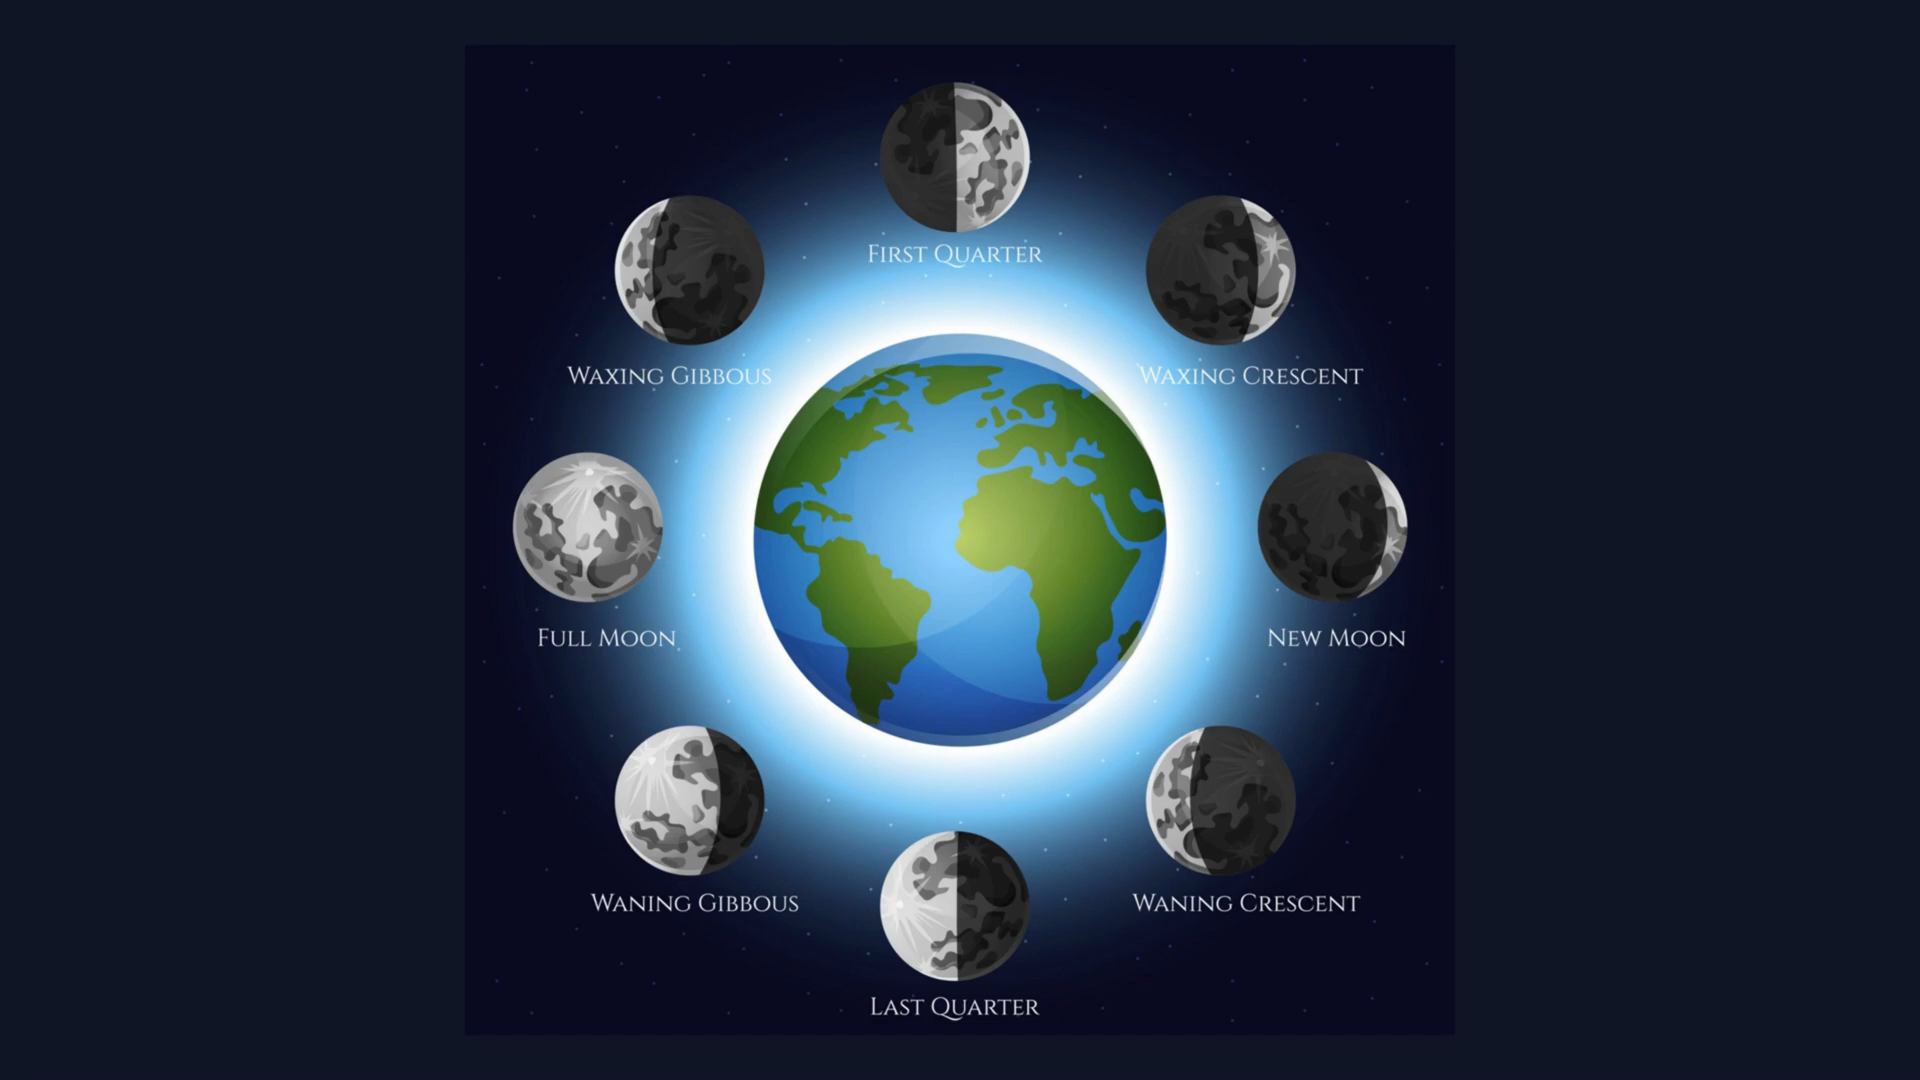 First Quarter
Waxing Gibbous
Waxing Crescent
Full Moon
New Moon
Waning Gibbous
Waning Crescent
Last Quarter